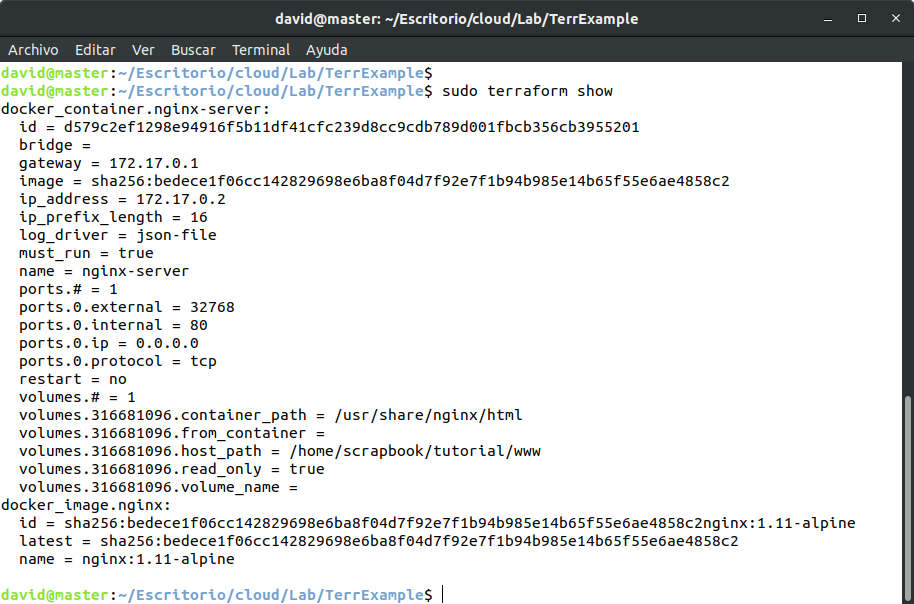 david@master: ~/Escritorio/cloud/Lab/TerrExample
Archivo Editar Ver Buscar Terminal Ayuda
david@master:~/Escritorio/cloud/Lab/TerrExample$
david@master:~/Escritorio/cloud/Lab/TerrExample$ sudo terraform show
docker_container.nginx-server:
  id = d579c2ef1298e94916f5b11df41cfc239d8cc9cdb789d001fbcb356cb3955201
  bridge =
  gateway = 172.17.0.1
  image = sha256:bedece1f06cc142829698e6ba8f04d7f92e7f1b94b985e14b65f55e6ae4858c2
  ip_address = 172.17.0.2
  ip_prefix_length = 16
  log_driver = json-file
  must_run = true
  name = nginx-server
  ports.# = 1
  ports.0.external = 32768
  ports.0.internal = 80
  ports.0.ip = 0.0.0.0
  ports.0.protocol = tcp
  restart = no
  volumes.# = 1
  volumes.316681096.container_path = /usr/share/nginx/html
  volumes.316681096.from_container =
  volumes.316681096.host_path = /home/scrapbook/tutorial/www
  volumes.316681096.read_only = true
  volumes.316681096.volume_name =
docker_image.nginx:
  id = sha256:bedece1f06cc142829698e6ba8f04d7f92e7f1b94b985e14b65f55e6ae4858c2nginx:1.11-alpine
  latest = sha256:bedece1f06cc142829698e6ba8f04d7f92e7f1b94b985e14b65f55e6ae4858c2
  name = nginx:1.11-alpine
david@master:~/Escritorio/cloud/Lab/TerrExample$